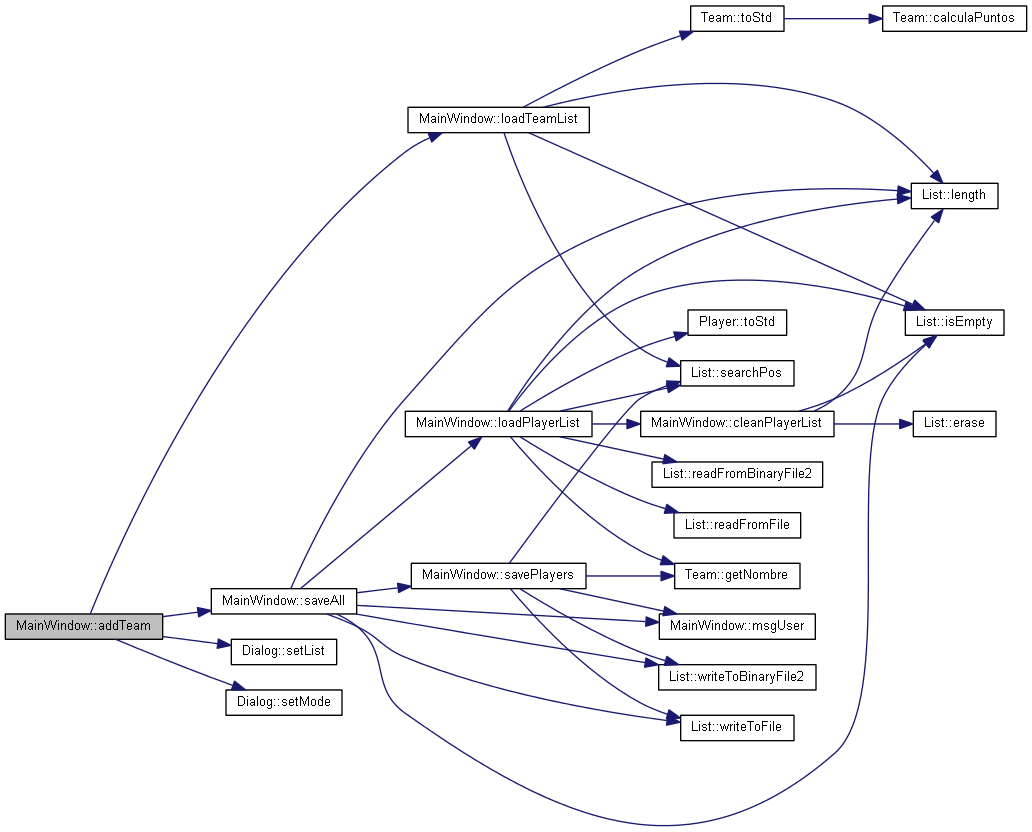 Team::toStd
Team::calculaPuntos
MainWindow::loadTeamList
List::length
Player::toStd
List::isEmpty
List::searchPos
MainWindow::loadPlayerList
MainWindow::cleanPlayerList
List::erase
List::readFromBinaryFile2
List::readFromFile
MainWindow::savePlayers
Team::getNombre
MainWindow::saveAll
MainWindow::addTeam
MainWindow::msgUser
Dialog::setList
List::writeToBinaryFile2
Dialog::setMode
List::writeToFile